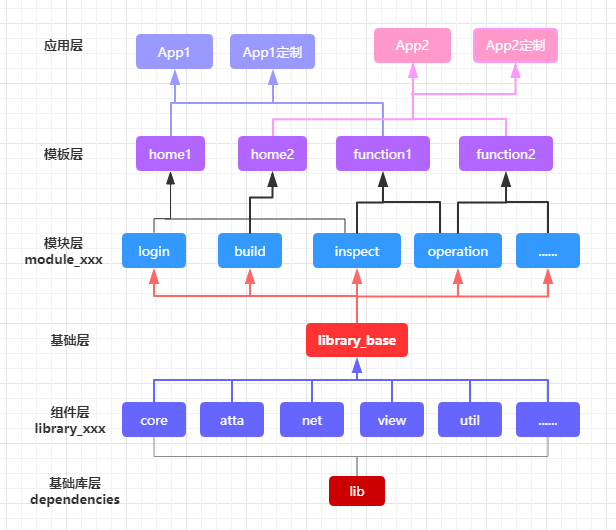 应用层
App1
App1定制
App2
App2定制
模板层
home1
home2
function1
function2
模块层
module_xxx
login
build
inspect
operation
......
基础层
library_base
组件层
library_xxx
core
atta
net
view
util
......
基础库层
dependencies
lib